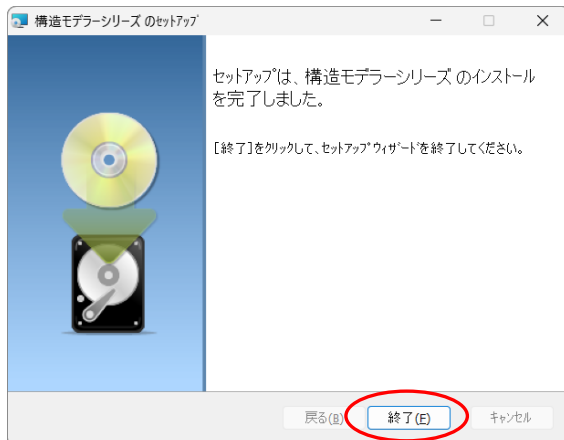 構造モデラーシリーズ のセットアップ
セットアップは、構造モデラーシリーズ のインストール
を完了しました。
[終了]をクリックして、セットアップ ウィザードを終了してください。
戻る(B)
終了(F)
キャンセル